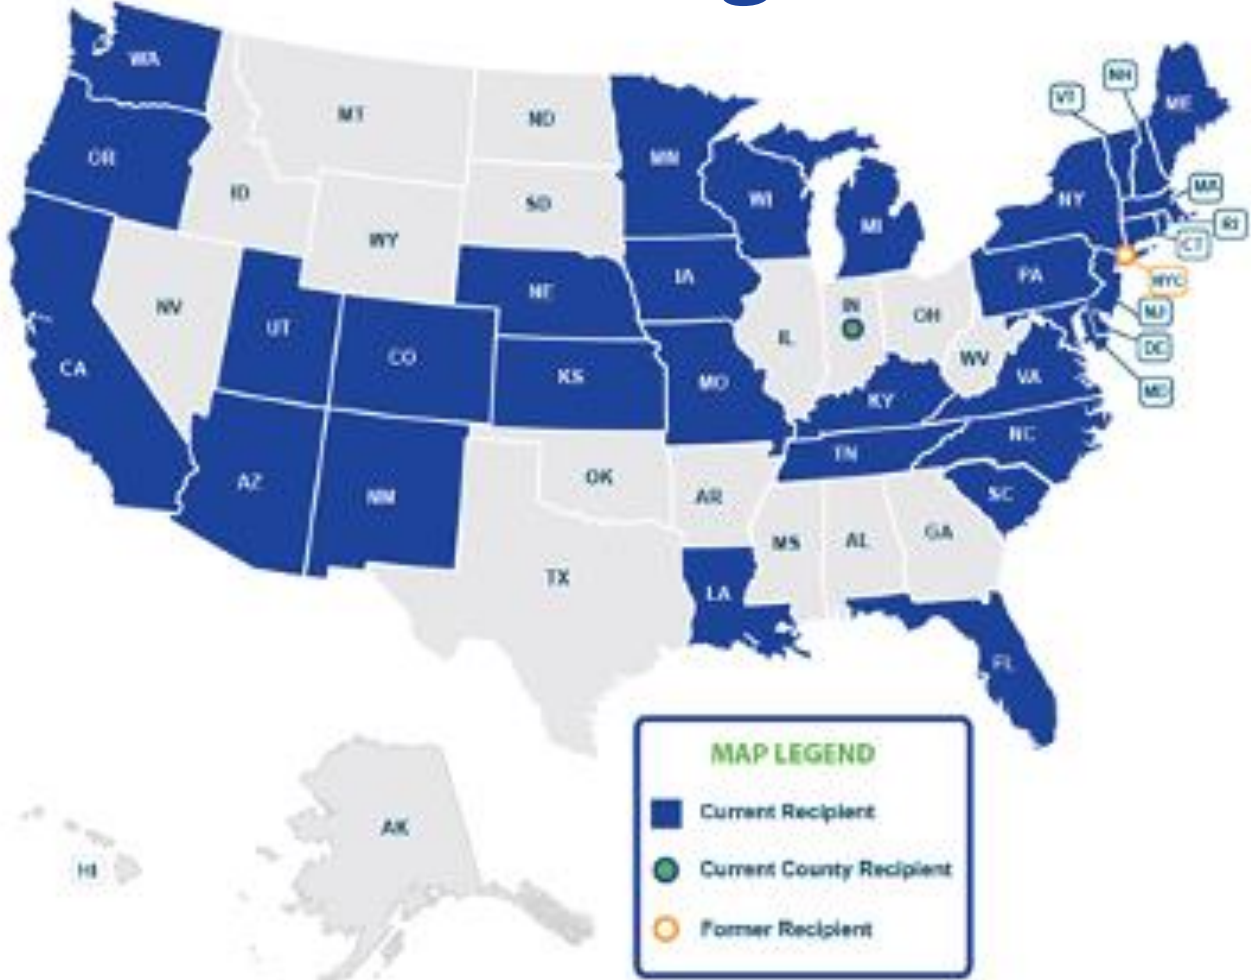 WA
MT
ND
MN
OR
ID
SD
WI
MI
WY
NE
IA
NV
UT
CO
KS
MO
IL
IN
OH
PA
NY
ME
NH
VT
MA
RI
CT
NYC
NJ
DE
MD
WV
VA
KY
CA
AZ
NM
OK
AR
TN
NC
SC
MS
AL
GA
TX
LA
FL
AK
HI
MAP LEGEND
Current Recipient
Current County Recipient
Former Recipient